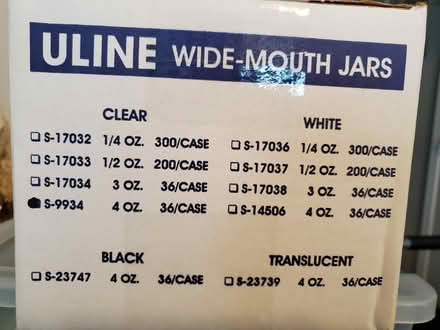 ULINE WIDE-MOUTH JARS
CLEAR
S-17032 1/4 OZ. 300/CASE
S-17033 1/2 OZ. 200/CASE
S-17034 3 OZ. 36/CASE
S-9934 4 OZ. 36/CASE
WHITE
S-17036 1/4 OZ. 300/CASE
S-17037 1/2 OZ. 200/CASE
S-17038 3 OZ. 36/CASE
S-14506 4 OZ. 36/CASE
BLACK
S-23747 4 OZ. 36/CASE
TRANSLUCENT
S-23739 4 OZ. 36/CASE